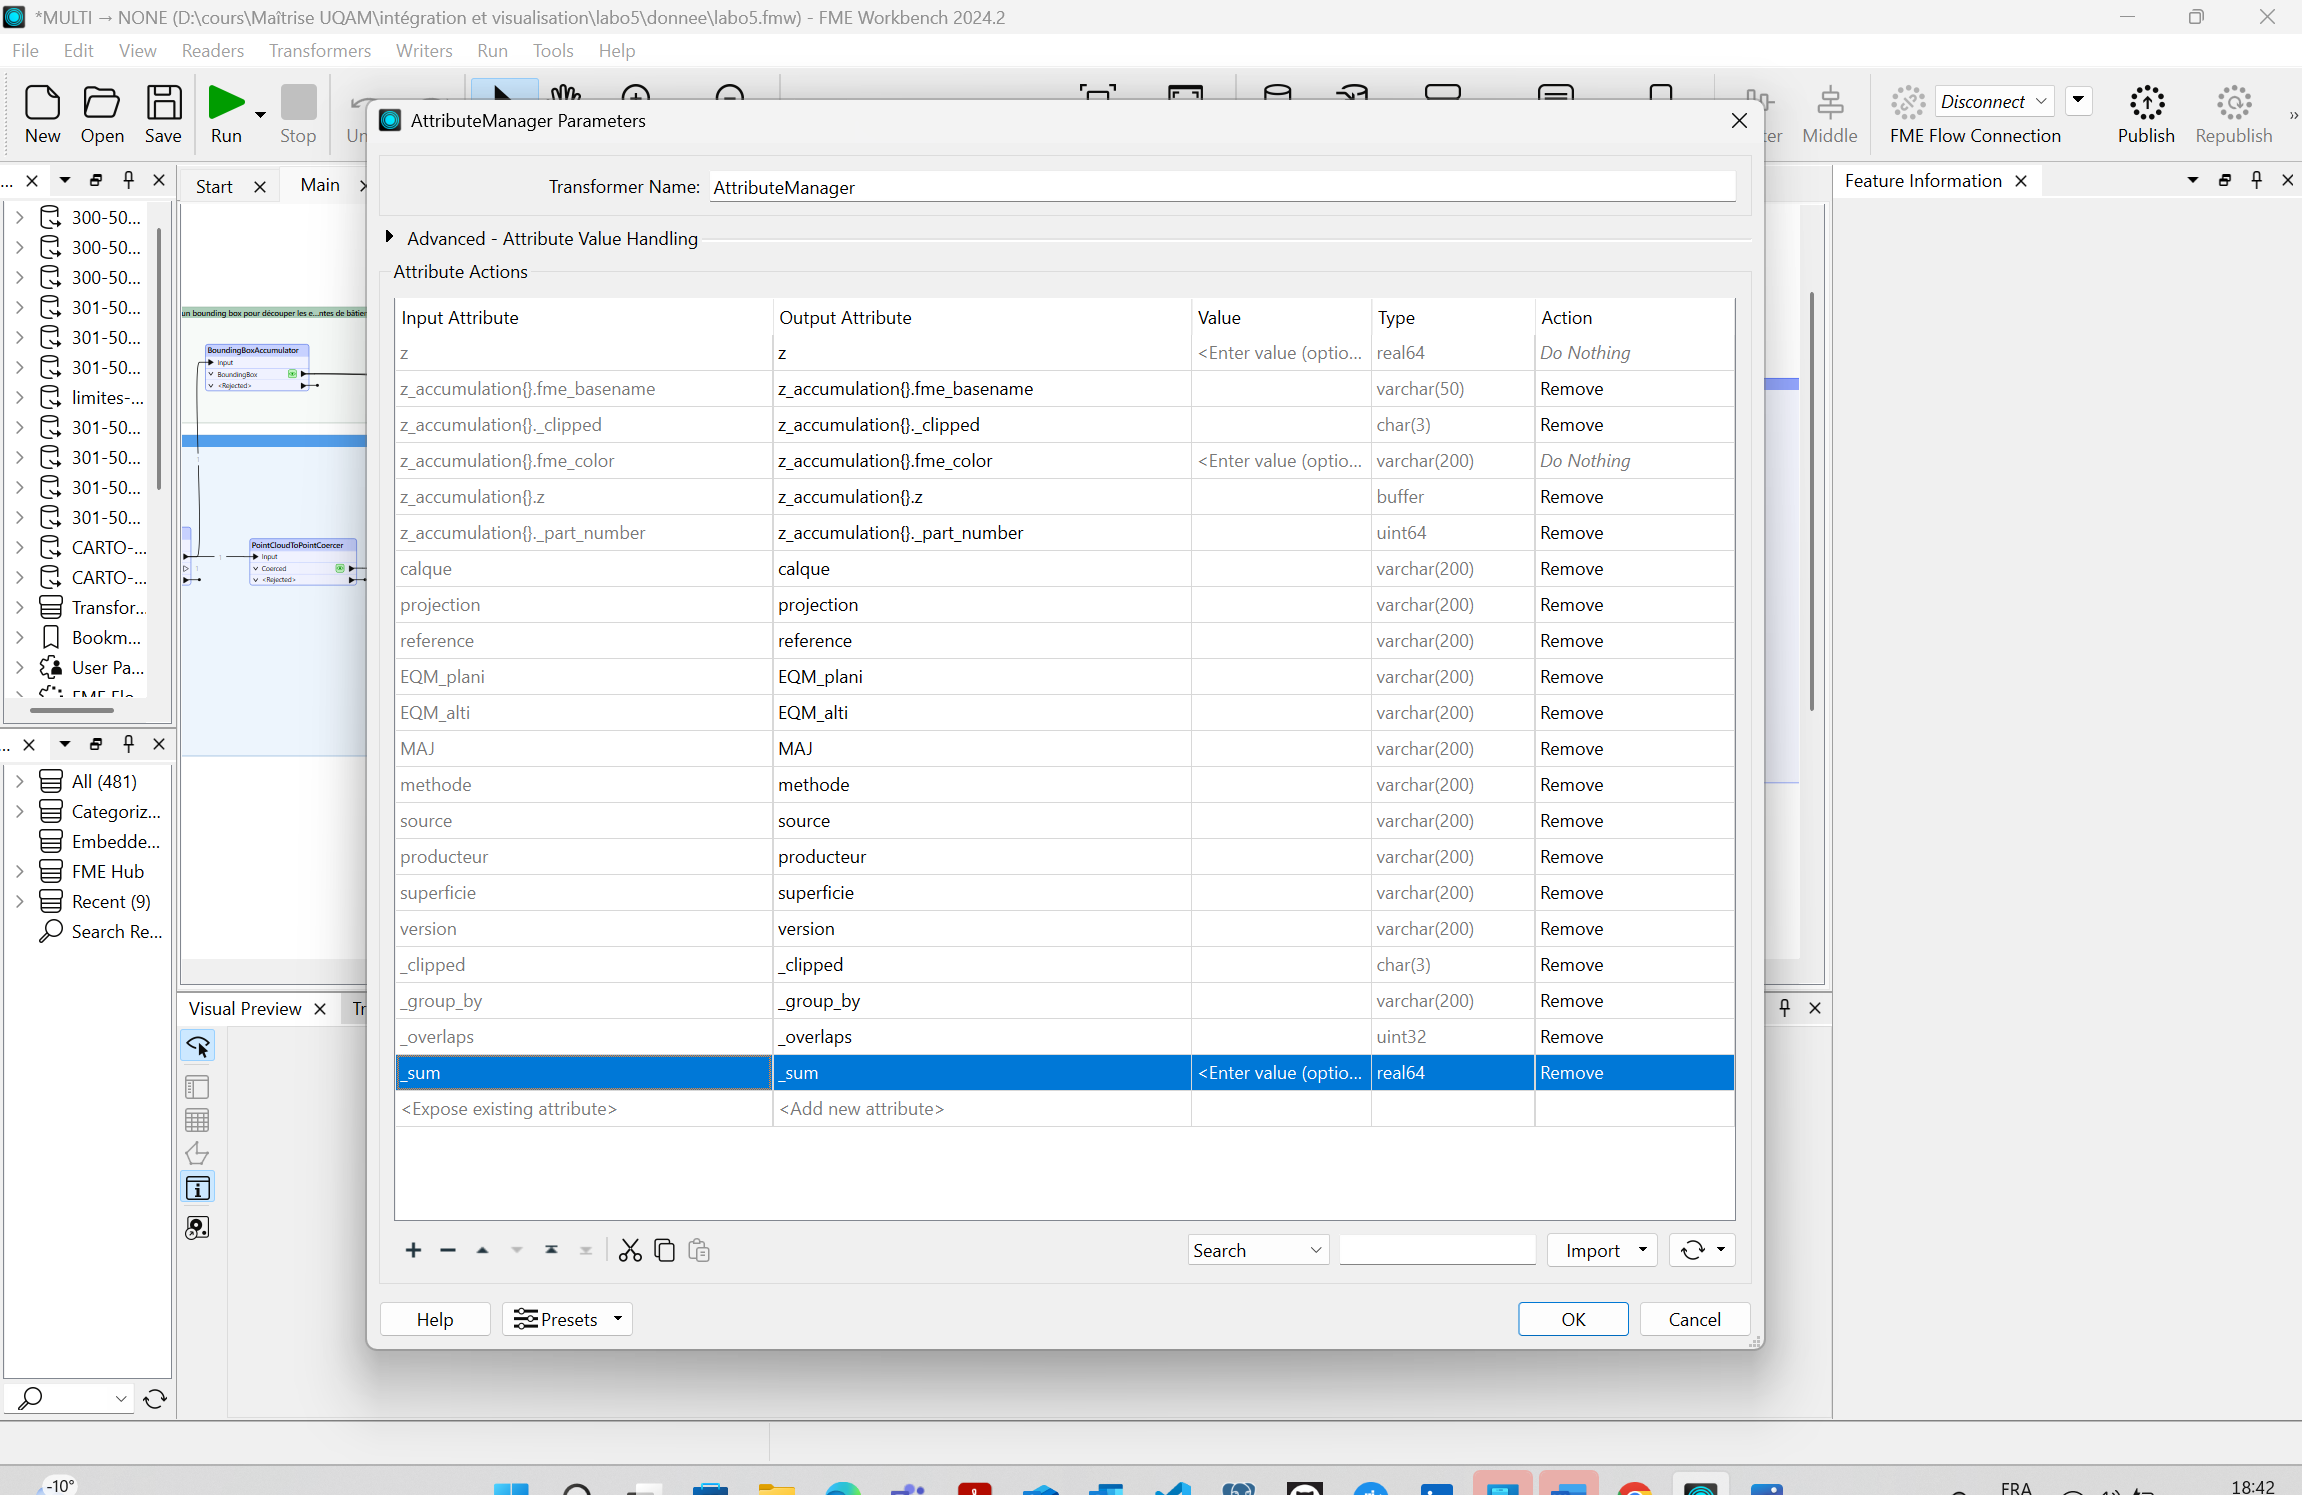 *MULTI → NONE (D:\cours\Maîtrise UQAM\intégration et visualisation\labo5\donnee\labo5.fmw) - FME Workbench 2024.2
File Edit View Readers Transformers Writers Run Tools Help
New Open Save Run Stop Un Middle Disconnect FME Flow Connection Publish Republish
AttributeManager Parameters
Transformer Name: AttributeManager
Advanced - Attribute Value Handling
Attribute Actions
Input Attribute Output Attribute Value Type Action
z z <Enter value (optio... real64 Do Nothing
z_accumulation{}.fme_basename z_accumulation{}.fme_basename varchar(50) Remove
z_accumulation{}._clipped z_accumulation{}._clipped char(3) Remove
z_accumulation{}.fme_color z_accumulation{}.fme_color <Enter value (optio... varchar(200) Do Nothing
z_accumulation{}.z z_accumulation{}.z buffer Remove
z_accumulation{}._part_number z_accumulation{}._part_number uint64 Remove
calque calque varchar(200) Remove
projection projection varchar(200) Remove
reference reference varchar(200) Remove
EQM_plani EQM_plani varchar(200) Remove
EQM_alti EQM_alti varchar(200) Remove
MAJ MAJ varchar(200) Remove
methode methode varchar(200) Remove
source source varchar(200) Remove
producteur producteur varchar(200) Remove
superficie superficie varchar(200) Remove
version version varchar(200) Remove
_clipped _clipped char(3) Remove
_group_by _group_by varchar(200) Remove
_overlaps _overlaps uint32 Remove
_sum _sum <Enter value (optio... real64 Remove
<Expose existing attribute> <Add new attribute>
Search Import
Help Presets OK Cancel
Start Main
300-50...
300-50...
300-50...
301-50...
301-50...
301-50...
limites-...
301-50...
301-50...
301-50...
301-50...
CARTO-...
CARTO-...
Transfor...
Bookm...
User Pa...
FME Flo
All (481)
Categoriz...
Embedde...
FME Hub
Recent (9)
Search Re...
un bounding box pour découper les e...ntes de bâtie
BoundingBoxAccumulator
Input
BoundingBox
<Rejected>
PointCloudToPointCoercer
Input
Coerced
<Rejected>
1
1
1
Visual Preview Tr
Feature Information
-10°
FRA
18:42